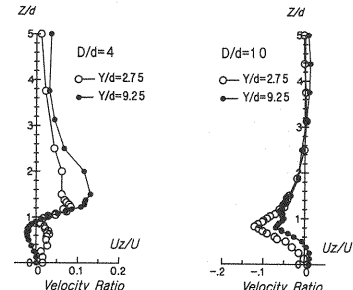 Z/d
Z/d
5
5
D/d=4
D/d=10
Y/d=2.75
Y/d=2.75
4
4
Y/d=9.25
Y/d=9.25
3
3
2
2
1
1
Uz/U
Uz/U
0
0.1
0.2
-.2
-.1
0
Velocity Ratio
Velocity Ratio